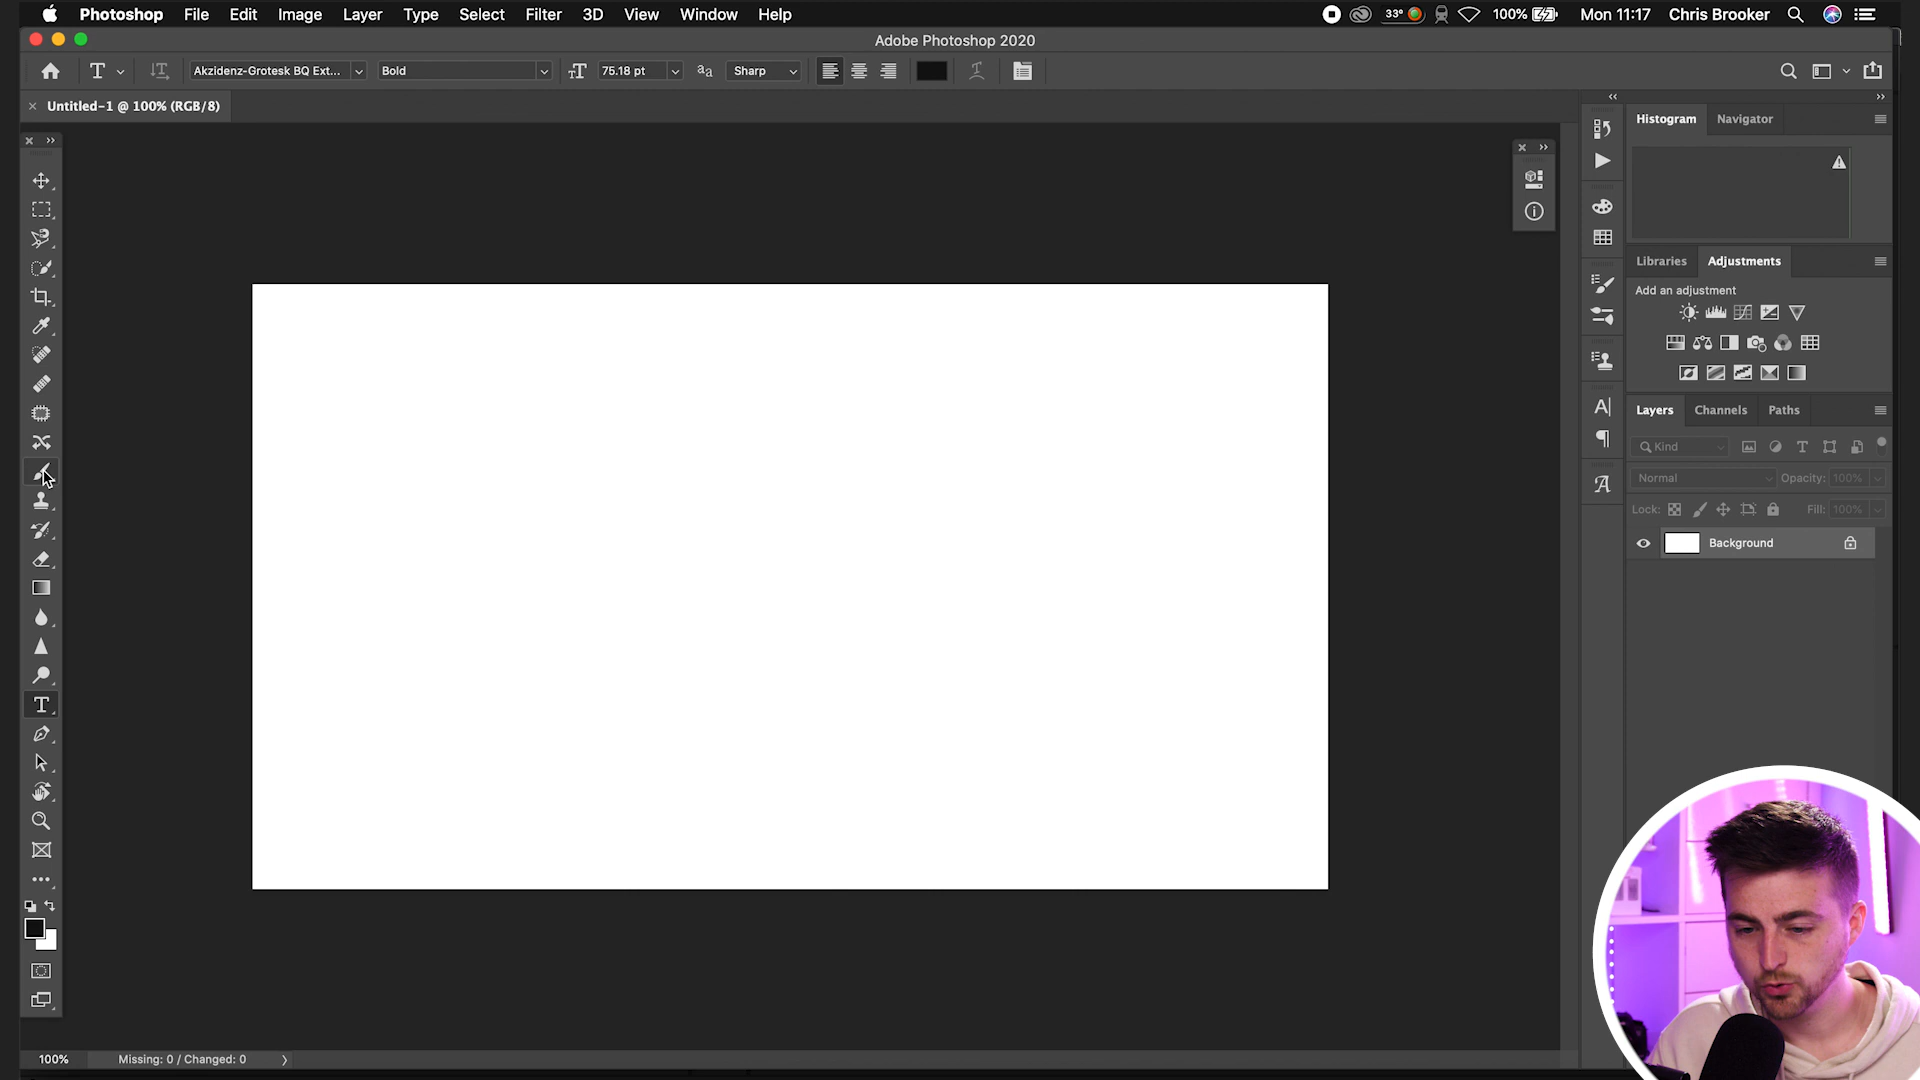 Photoshop File Edit Image Layer Type Select Filter 3D View Window Help
33° 100% Mon 11:17 Chris Brooker
Adobe Photoshop 2020
Akzidenz-Grotesk BQ Ext... Bold 75.18 pt Sharp
Untitled-1 @ 100% (RGB/8)
Histogram Navigator
Libraries Adjustments
Add an adjustment
Layers Channels Paths
Kind
Normal Opacity: 100%
Lock: Fill: 100%
Background
100% Missing: 0 / Changed: 0